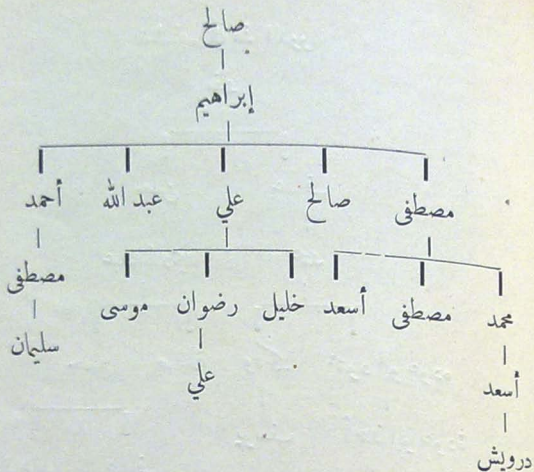 صالح
إبراهيم
مصطفى صالح علي عبد الله أحمد
محمد مصطفى أسعد خليل رضوان موسى مصطفى
أسعد علي سليمان
درويش